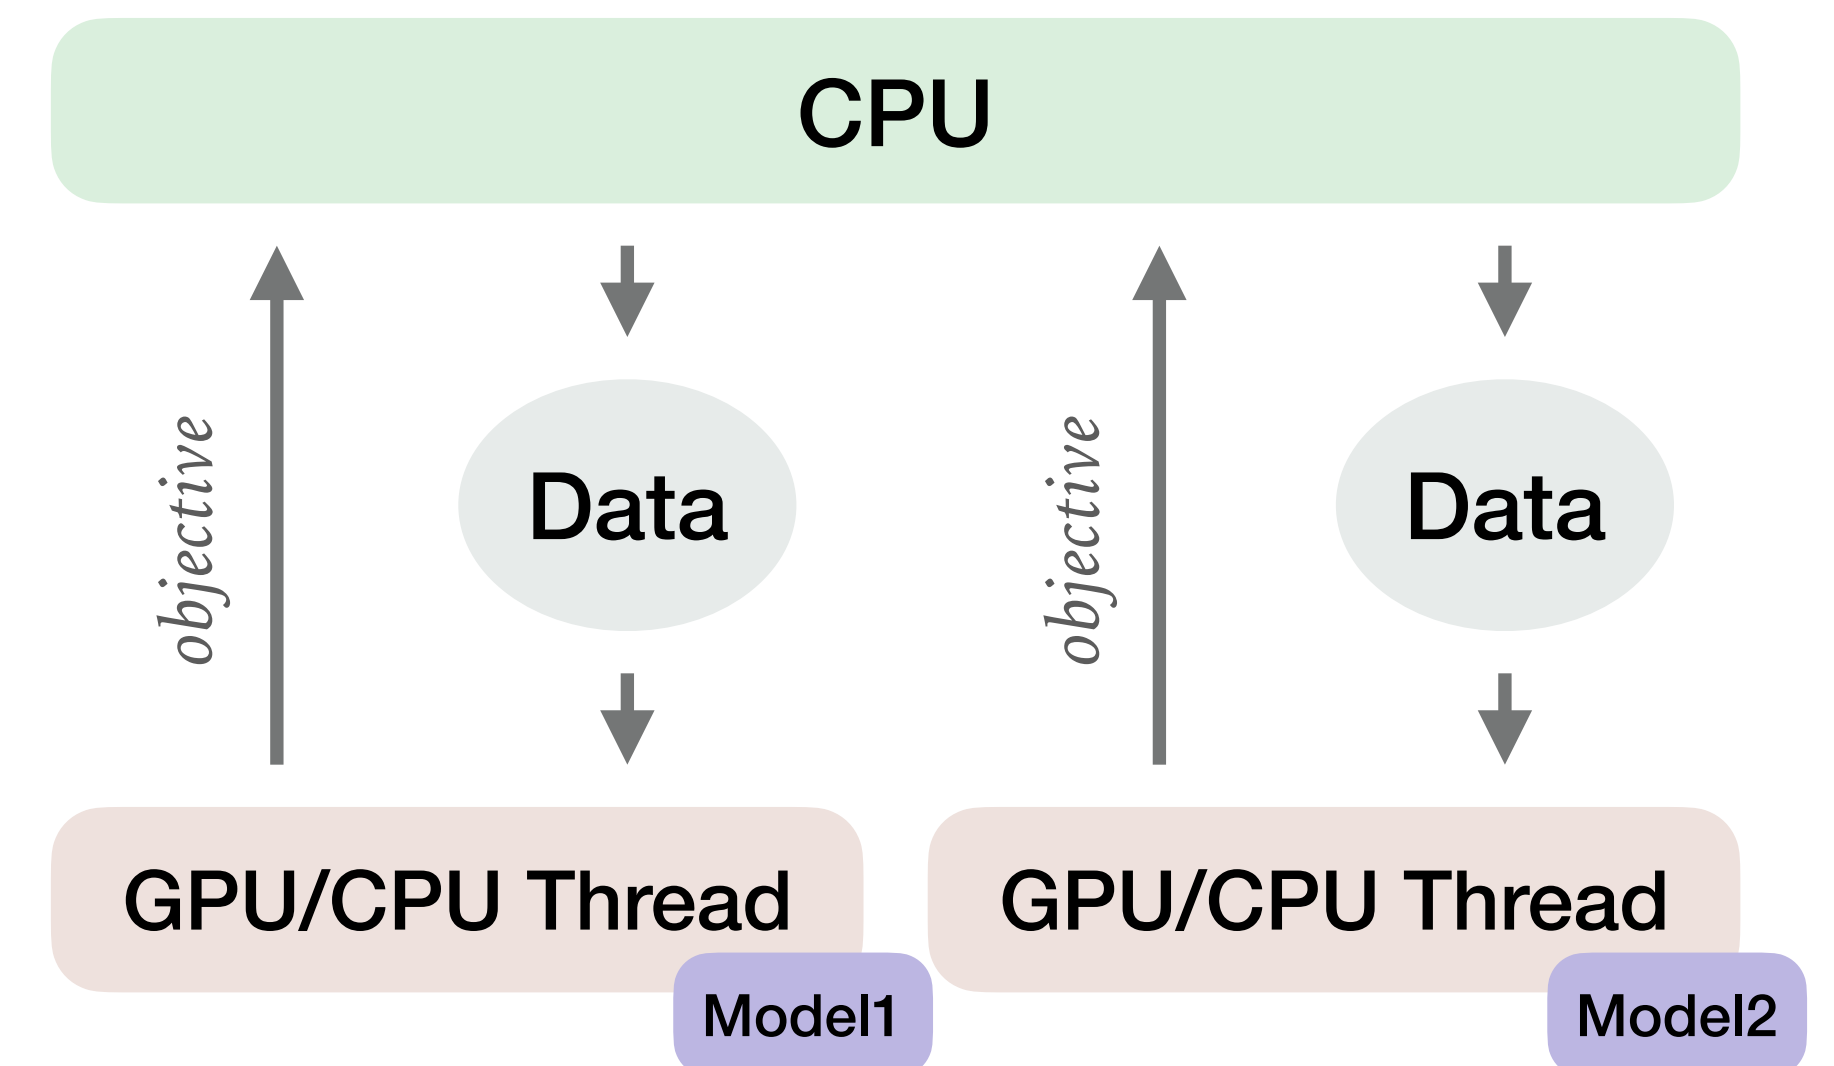 CPU
objective
Data
objective
Data
GPU/CPU Thread
GPU/CPU Thread
Model1
Model2